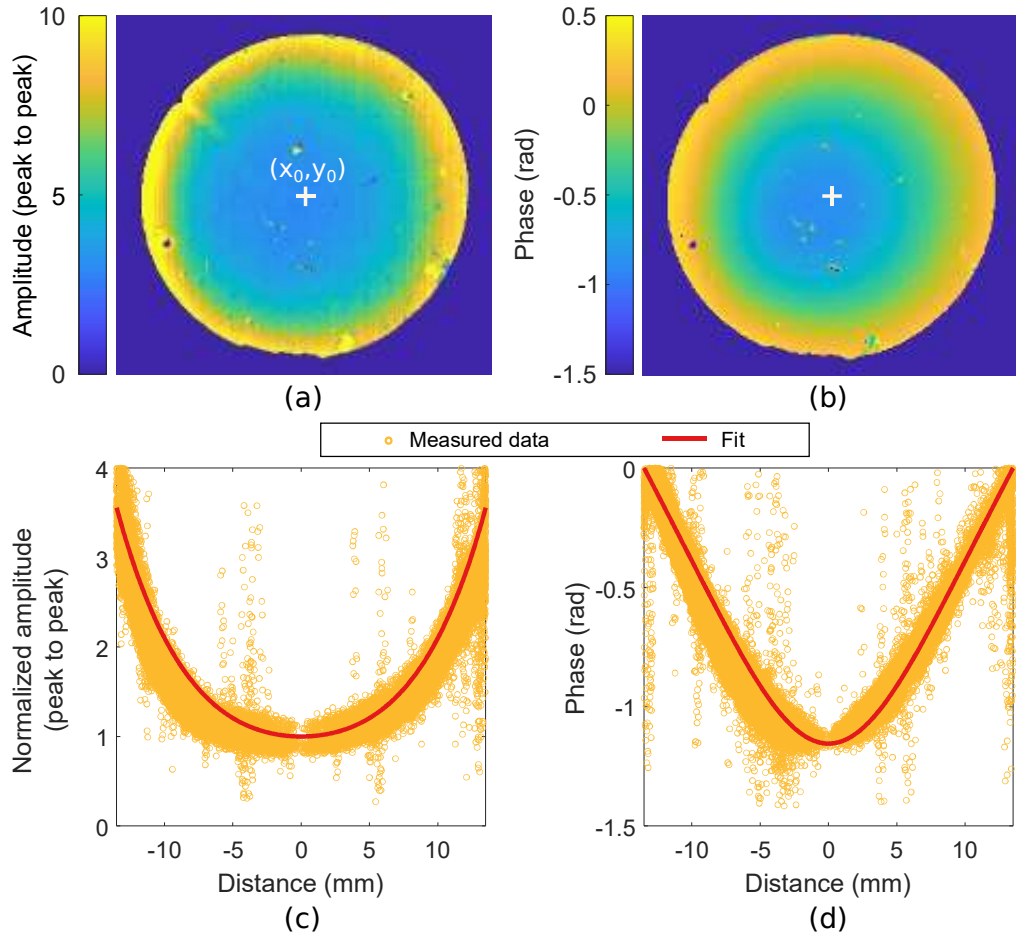 Amplitude (peak to peak)
10
5
0
(x₀,y₀)
(a)
Phase (rad)
0.5
0
-0.5
-1
-1.5
(b)
Measured data
Fit
Normalized amplitude
(peak to peak)
4
3
2
1
0
-10 -5 0 5 10
Distance (mm)
(c)
Phase (rad)
0
-0.5
-1
-1.5
-10 -5 0 5 10
Distance (mm)
(d)